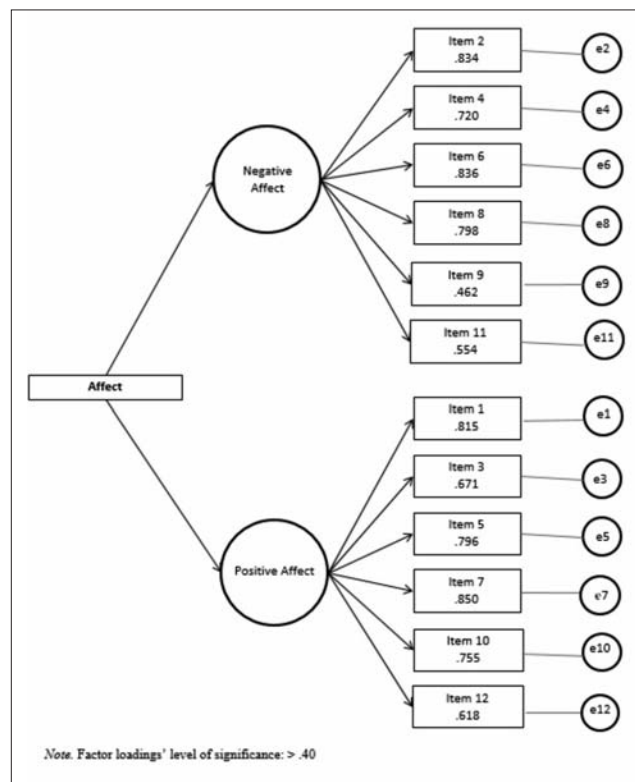 Item 2
.834
e2
Item 4
.720
e4
Item 6
.836
e6
Negative
Affect
Item 8
.798
e8
Item 9
.462
e9
Item 11
.554
e11
Affect
Item 1
.815
e1
Item 3
.671
e3
Item 5
.796
e5
Positive Affect
Item 7
.850
e7
Item 10
.755
e10
Item 12
.618
e12
Note. Factor loadings' level of significance: > .40